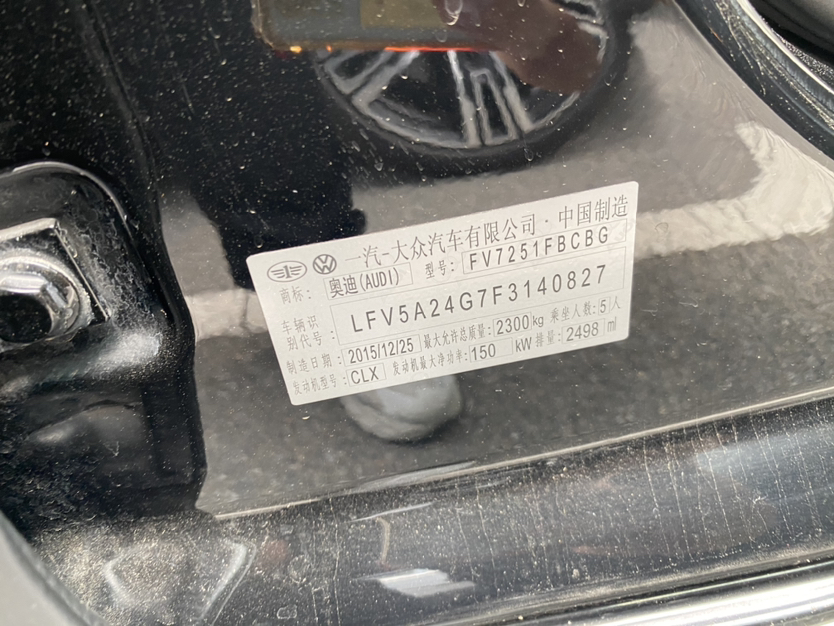 一汽-大众汽车有限公司·中国制造
商标: 奥迪(AUDI) 型号: FV7251FBCBG
车辆识别代号: LFV5A24G7F3140827
制造日期: 2015/12/25 最大允许总质量: 2300 kg 乘坐人数: 5 人
发动机型号: CLX 发动机最大净功率: 150 kW 排量: 2498 ml